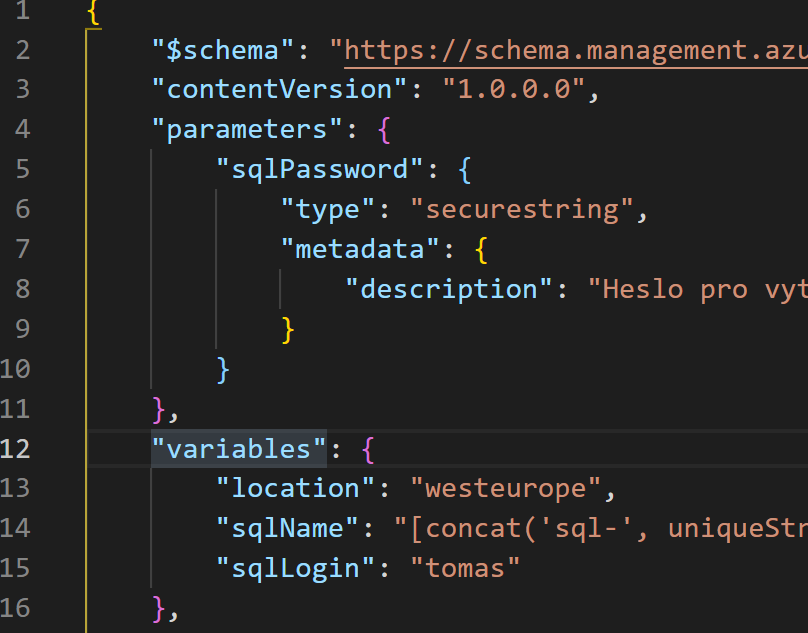 1 {
2 "$schema": "https://schema.management.azu
3 "contentVersion": "1.0.0.0",
4 "parameters": {
5 "sqlPassword": {
6 "type": "securestring",
7 "metadata": {
8 "description": "Heslo pro vyt
9 }
10 }
11 },
12 "variables": {
13 "location": "westeurope",
14 "sqlName": "[concat('sql-', uniqueStr
15 "sqlLogin": "tomas"
16 },